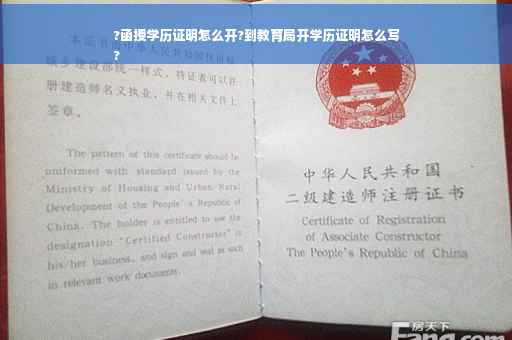 ?函授学历证明怎么开?到教育局开学历证明怎么写
?
本证书由中华人民共和国住房和
城乡建设部统一样式,持证者可以注
册建造师名义执业,并在相关文件上
签章。
The pattern of this certificate should be
uniformed with standard issued by the
Ministry of Housing and Urban Rural
Development of the People's Republic of
China. The holder is entitled to use the
designation "Certified Constructor" in
his/her business, and sign and seal as such
in relevant work documents.
中华人民共和国
二级建造师注册证书
Certificate of Registration
of Associate Constructor
The People's Republic of China
房天下
Fang.com